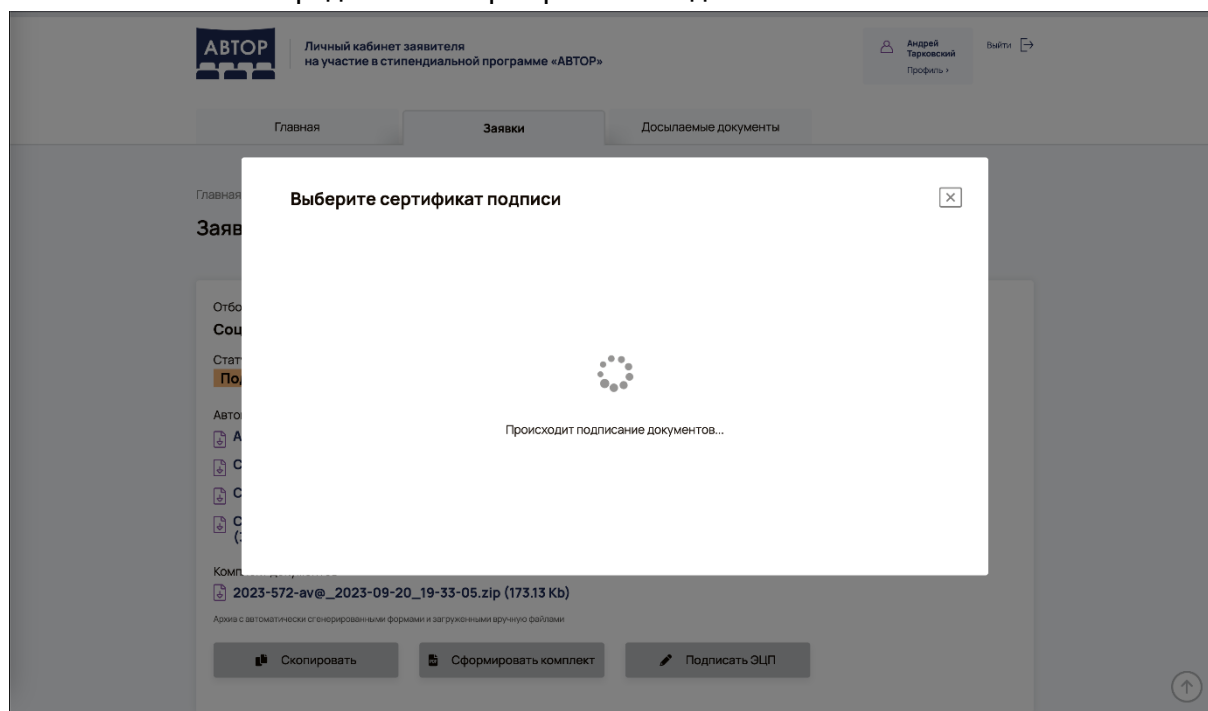 АВТОР
Личный кабинет заявителя
на участие в стипендиальной программе «АВТОР»
Андрей
Тарковский
Профиль ›
Выйти
Главная
Заявки
Досылаемые документы
Главная
Заяв
Выберите сертификат подписи
Отбо
Соц
Стат
По
Авто
Происходит подписание документов...
2023-572-av@_2023-09-20_19-33-05.zip (173.13 Kb)
Архив с автоматически сгенерированными формами и загруженными вручную файлами
Скопировать
Сформировать комплект
Подписать ЭЦП